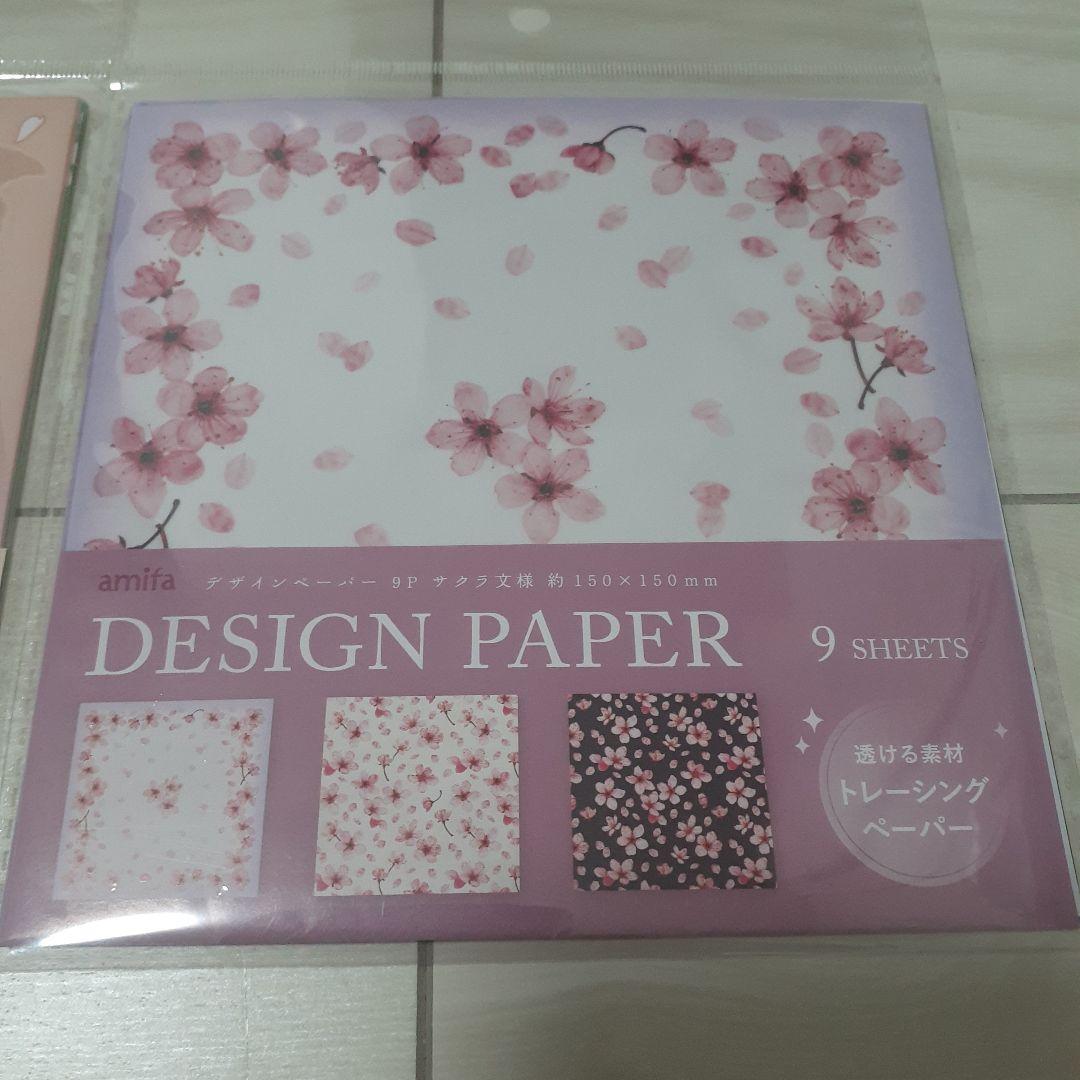 amifa デザインペーパー 9P サクラ文様 約150×150mm
DESIGN PAPER 9 SHEETS
透ける素材
トレーシング
ペーパー